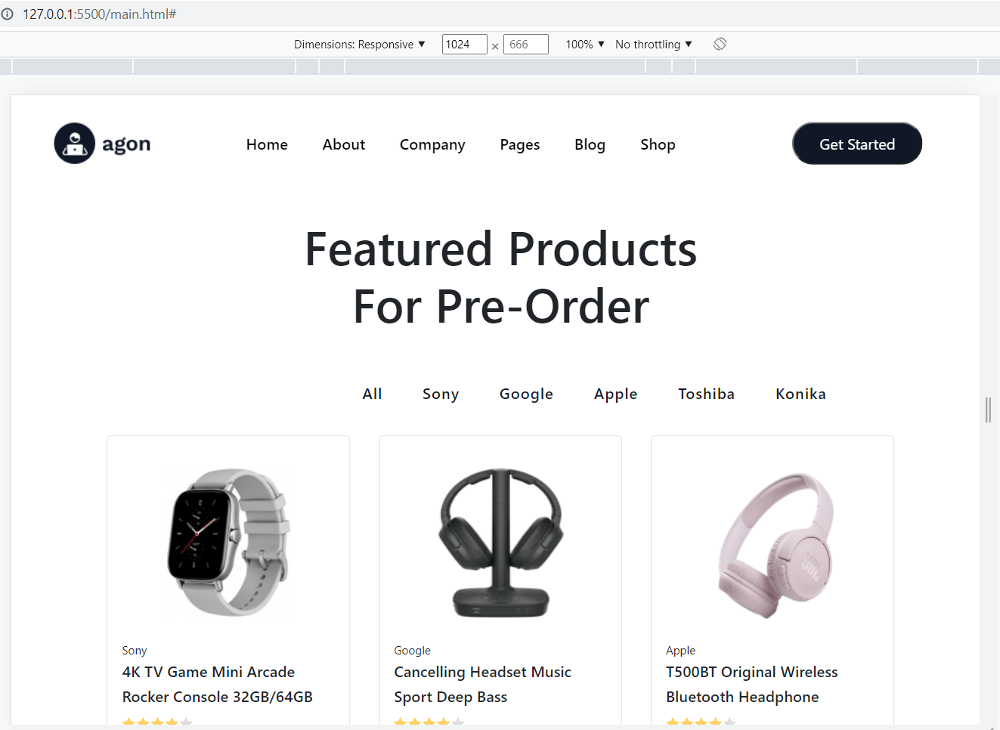 127.0.0.1:5500/main.html#
Dimensions: Responsive ▼ 1024 × 666 100% ▼ No throttling ▼
agon Home About Company Pages Blog Shop Get Started
Featured Products
For Pre-Order
All Sony Google Apple Toshiba Konika
JBL
Sony Google Apple
4K TV Game Mini Arcade Cancelling Headset Music T500BT Original Wireless
Rocker Console 32GB/64GB Sport Deep Bass Bluetooth Headphone